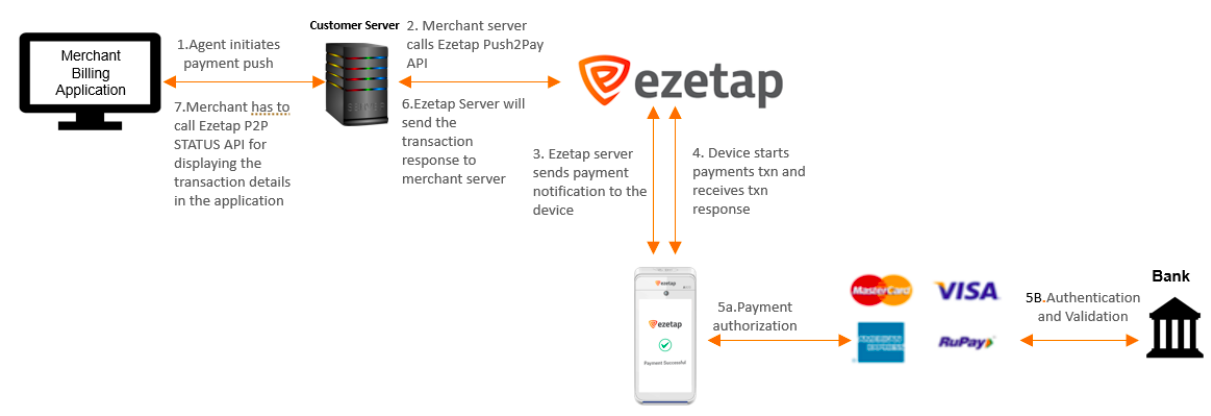 Merchant
Billing
Application
1.Agent initiates
payment push
7.Merchant has to
call Ezetap P2P
STATUS API for
displaying the
transaction details
in the application
Customer Server
2. Merchant server
calls Ezetap Push2Pay
API
6.Ezetap Server will
send the
transaction
response to
merchant server
ezetap
3. Ezetap server
sends payment
notification to the
device
4. Device starts
payments txn and
receives txn
response
ezetap
ezetap
Payment Successful
5a.Payment
authorization
MasterCard
VISA
AMERICAN
EXPRESS
RuPay
5B.Authentication
and Validation
Bank